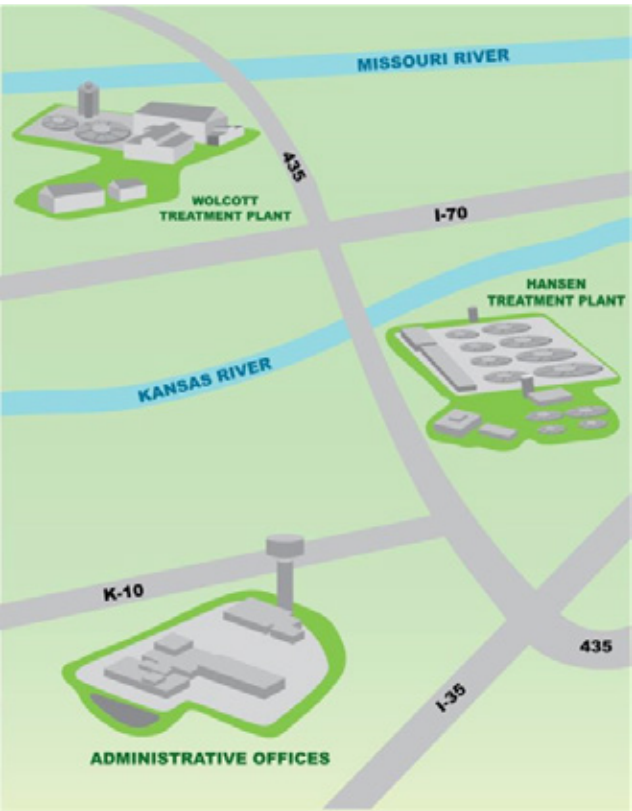 MISSOURI RIVER
435
WOLCOTT
TREATMENT PLANT
I-70
HANSEN
TREATMENT PLANT
KANSAS RIVER
K-10
435
I-35
ADMINISTRATIVE OFFICES